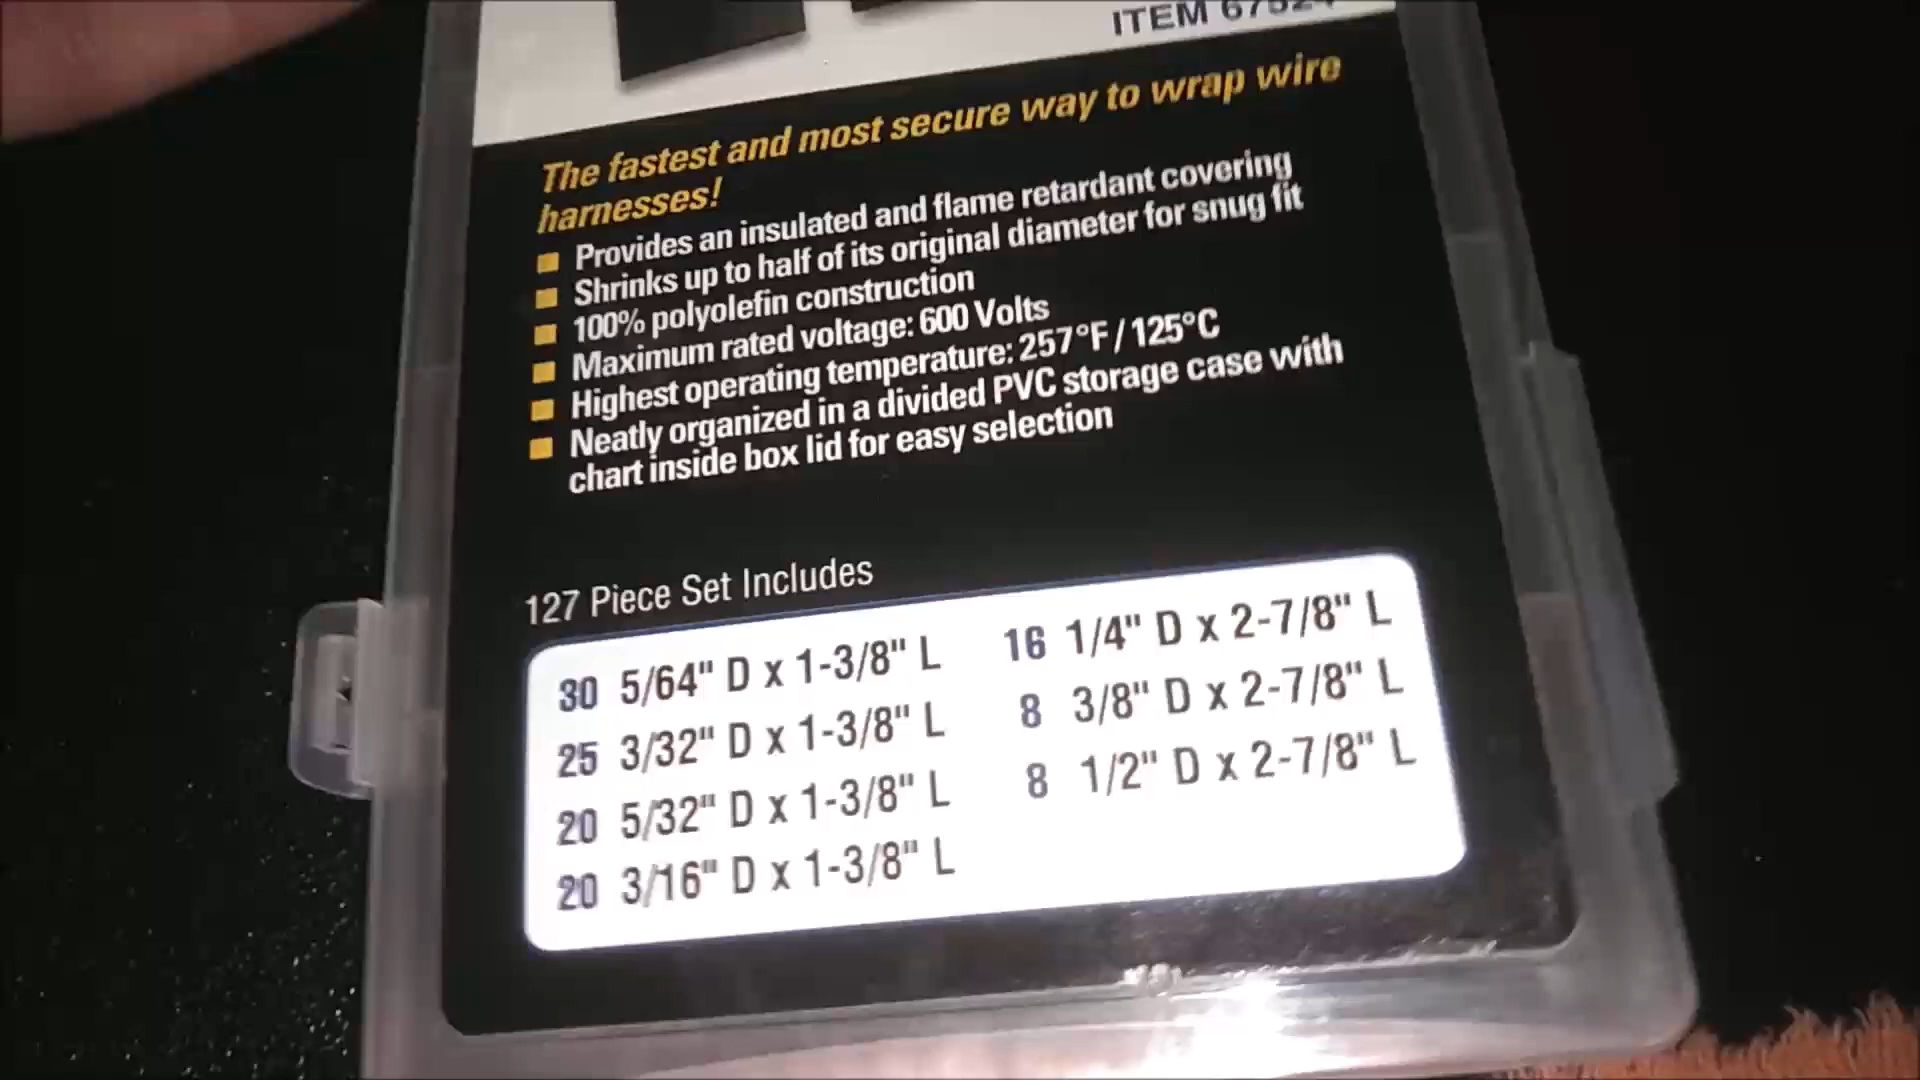 ITEM
The fastest and most secure way to wrap wire
harnesses!
Provides an insulated and flame retardant covering
Shrinks up to half of its original diameter for snug fit
100% polyolefin construction
Maximum rated voltage: 600 Volts
Highest operating temperature: 257°F / 125°C
Neatly organized in a divided PVC storage case with
chart inside box lid for easy selection
127 Piece Set Includes
30 5/64" D x 1-3/8" L
25 3/32" D x 1-3/8" L
20 5/32" D x 1-3/8" L
20 3/16" D x 1-3/8" L
16 1/4" D x 2-7/8" L
8 3/8" D x 2-7/8" L
8 1/2" D x 2-7/8" L